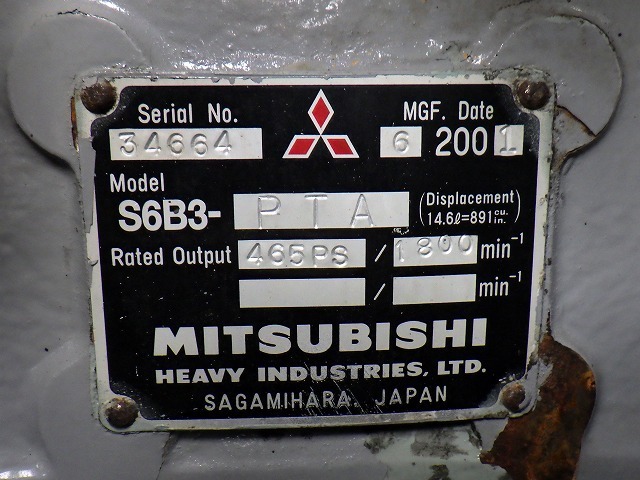 Serial No. MGF. Date
34664 6 2001
Model
S6B3- PTA (Displacement 14.6ℓ=891cu. in.)
Rated Output 465PS / 1800 min⁻¹
/ min⁻¹
MITSUBISHI
HEAVY INDUSTRIES, LTD.
SAGAMIHARA. JAPAN